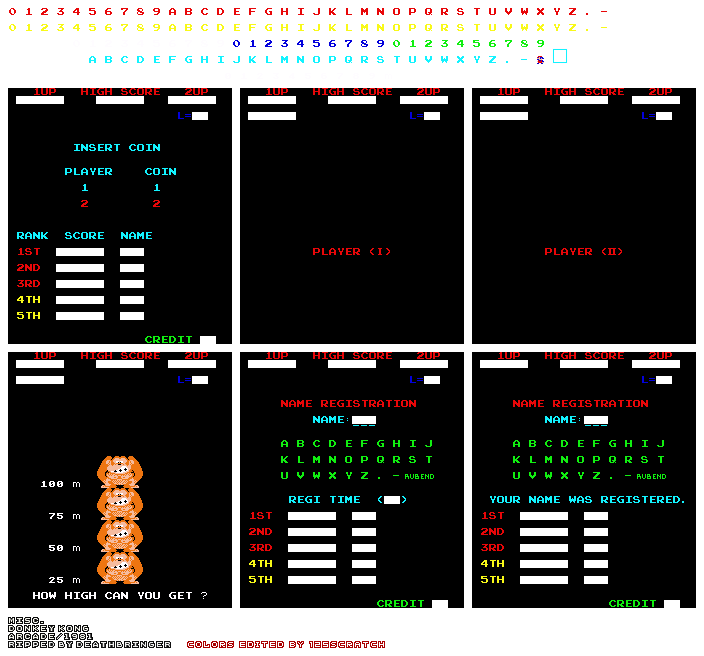 0 1 2 3 4 5 6 7 8 9 A B C D E F G H I J K L M N O P Q R S T U V W X Y Z . -
0 1 2 3 4 5 6 7 8 9 A B C D E F G H I J K L M N O P Q R S T U V W X Y Z . -
0 1 2 3 4 5 6 7 8 9 0 1 2 3 4 5 6 7 8 9
A B C D E F G H I J K L M N O P Q R S T U V W X Y Z . -
1UP HIGH SCORE 2UP
L=
INSERT COIN
PLAYER COIN
1 1
2 2
RANK SCORE NAME
1ST
2ND
3RD
4TH
5TH
CREDIT
1UP HIGH SCORE 2UP
L=
PLAYER (I)
1UP HIGH SCORE 2UP
L=
PLAYER (II)
1UP HIGH SCORE 2UP
L=
100 m
75 m
50 m
25 m
HOW HIGH CAN YOU GET ?
1UP HIGH SCORE 2UP
L=
NAME REGISTRATION
NAME:
A B C D E F G H I J
K L M N O P Q R S T
U V W X Y Z . - RUBEND
REGI TIME ( )
1ST
2ND
3RD
4TH
5TH
CREDIT
1UP HIGH SCORE 2UP
L=
NAME REGISTRATION
NAME:
A B C D E F G H I J
K L M N O P Q R S T
U V W X Y Z . - RUBEND
YOUR NAME WAS REGISTERED.
1ST
2ND
3RD
4TH
5TH
CREDIT
MISC.
DONKEY KONG
ARCADE/1981
RIPPED BY DEATHBRINGER COLORS EDITED BY 125SCRATCH